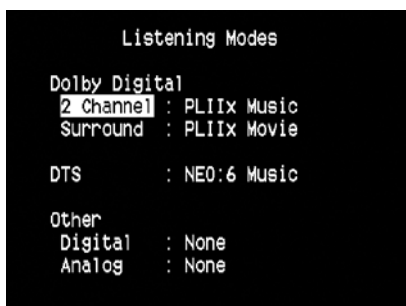 Listening Modes
Dolby Digital
2 Channel : PLIIx Music
Surround : PLIIx Movie
DTS : NEO:6 Music
Other
Digital : None
Analog : None